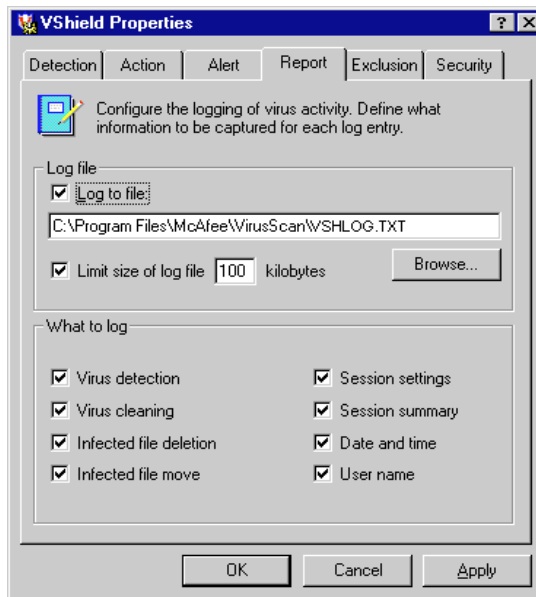 VShield Properties
Detection
Action
Alert
Report
Exclusion
Security
Configure the logging of virus activity. Define what
information to be captured for each log entry.
Log file
Log to file:
C:\Program Files\McAfee\VirusScan\VSHLOG.TXT
Limit size of log file 100 kilobytes
Browse...
What to log
Virus detection
Session settings
Virus cleaning
Session summary
Infected file deletion
Date and time
Infected file move
User name
OK
Cancel
Apply